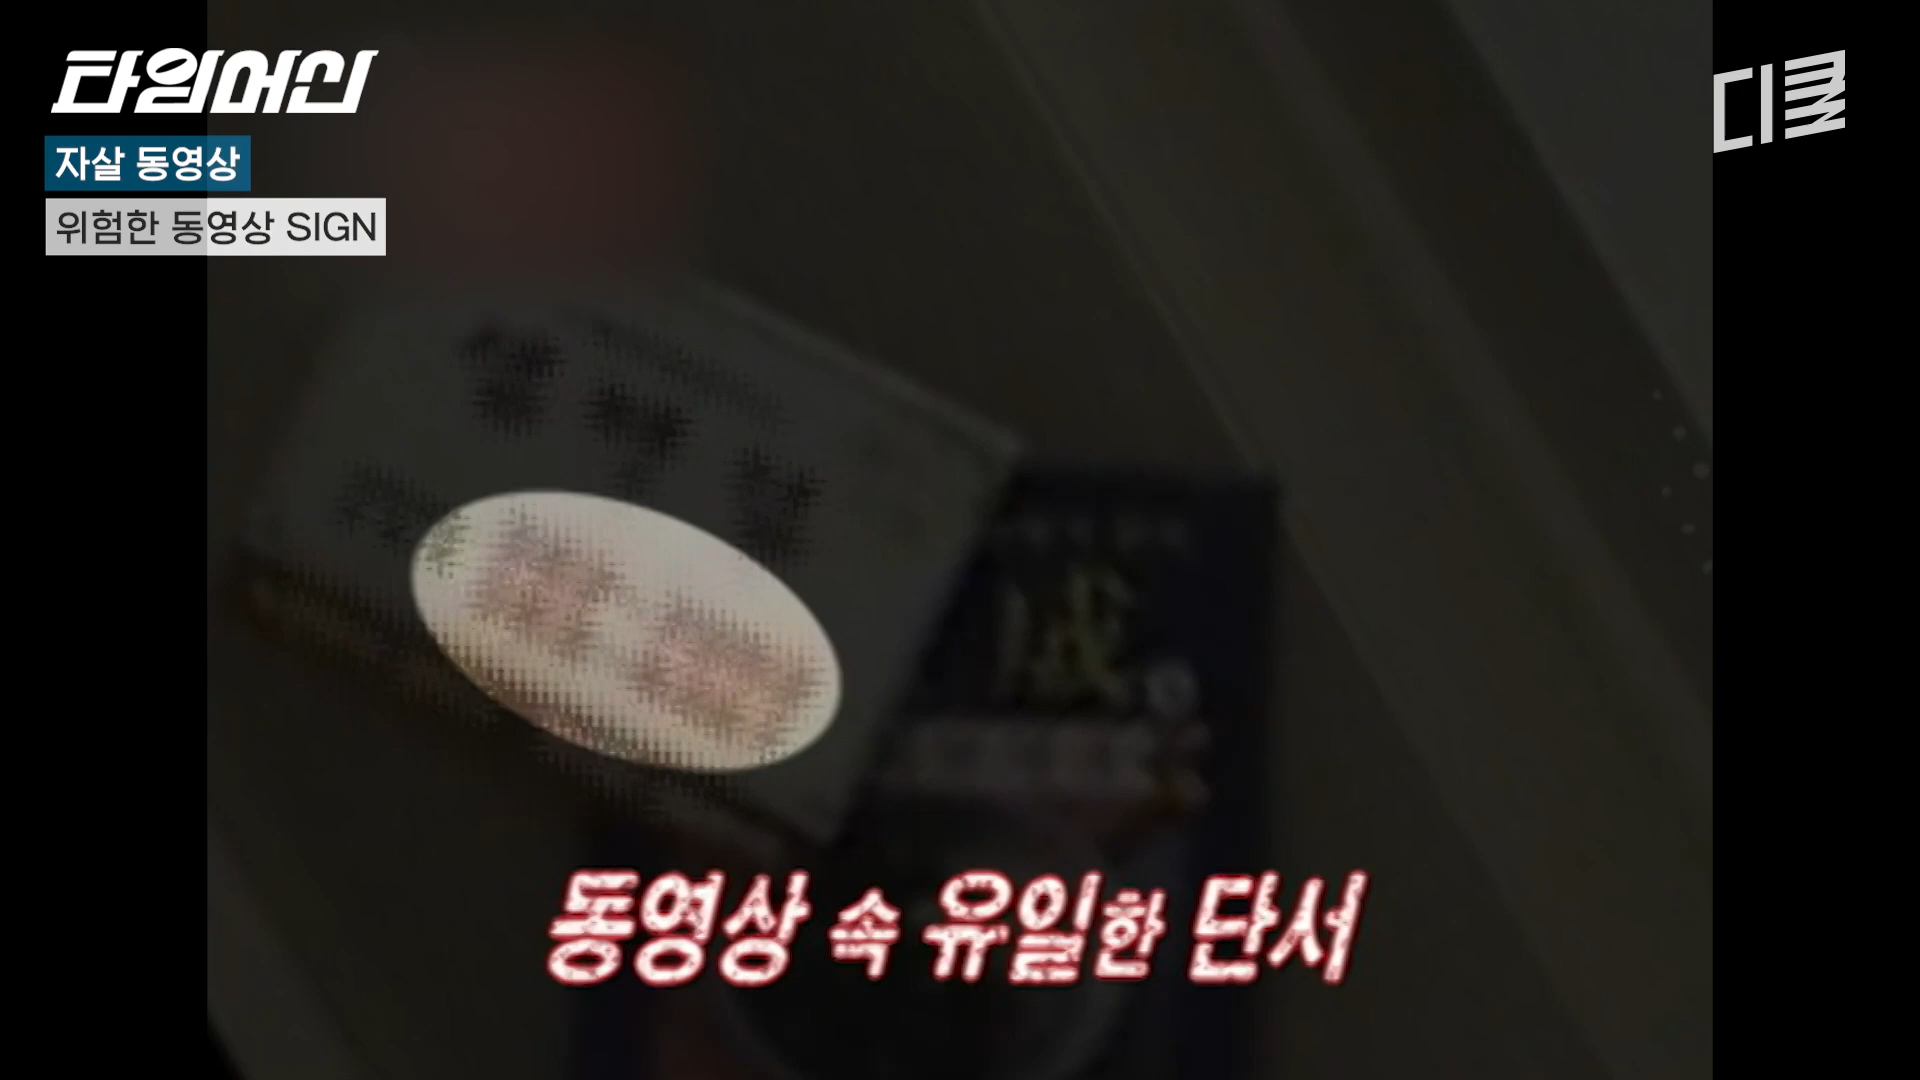 타임머신
디글
자살 동영상
위험한 동영상 SIGN
동영상 속 유일한 단서